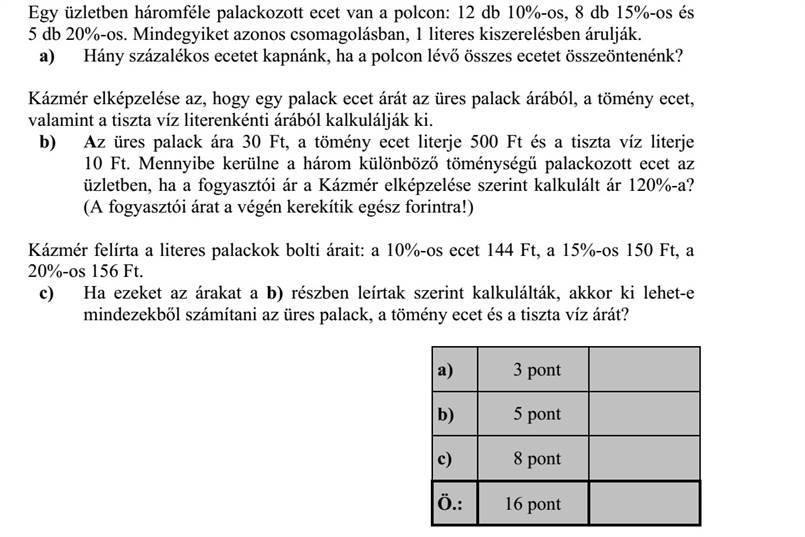 Egy üzletben háromféle palackozott ecet van a polcon: 12 db 10%-os, 8 db 15%-os és
5 db 20%-os. Mindegyiket azonos csomagolásban, 1 literes kiszerelésben árulják.
a) Hány százalékos ecetet kapnánk, ha a polcon lévő összes ecetet összeöntenénk?
Kázmér elképzelése az, hogy egy palack ecet árát az üres palack árából, a tömény ecet,
valamint a tiszta víz literenkénti árából kalkulálják ki.
b) Az üres palack ára 30 Ft, a tömény ecet literje 500 Ft és a tiszta víz literje
10 Ft. Mennyibe kerülne a három különböző töménységű palackozott ecet az
üzletben, ha a fogyasztói ár a Kázmér elképzelése szerint kalkulált ár 120%-a?
(A fogyasztói árat a végén kerekítik egész forintra!)
Kázmér felírta a literes palackok bolti árait: a 10%-os ecet 144 Ft, a 15%-os 150 Ft, a
20%-os 156 Ft.
c) Ha ezeket az árakat a b) részben leírtak szerint kalkulálták, akkor ki lehet-e
mindezekből számítani az üres palack, a tömény ecet és a tiszta víz árát?
a) 3 pont
b) 5 pont
c) 8 pont
Ö.: 16 pont